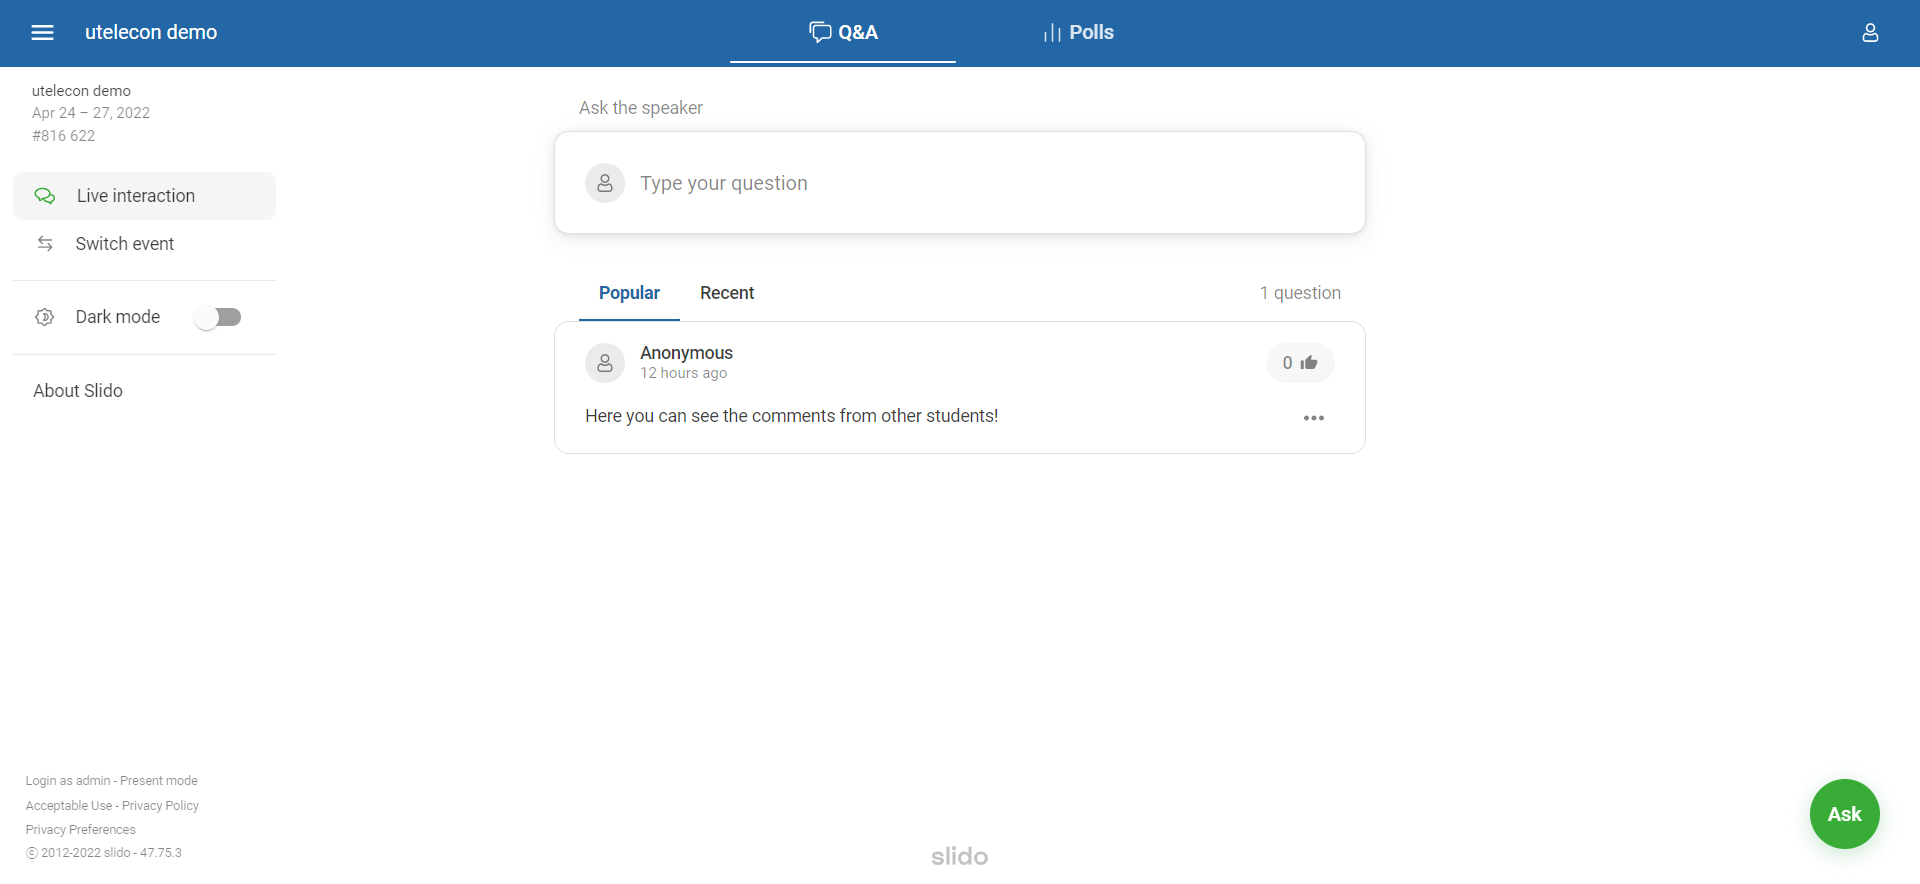 utelecon demo
Q&A
Polls
utelecon demo
Apr 24 – 27, 2022
#816 622
Live interaction
Switch event
Dark mode
About Slido
Ask the speaker
Type your question
Popular
Recent
1 question
Anonymous
12 hours ago
0
Here you can see the comments from other students!
Login as admin - Present mode
Acceptable Use - Privacy Policy
Privacy Preferences
© 2012-2022 slido - 47.75.3
slido
Ask